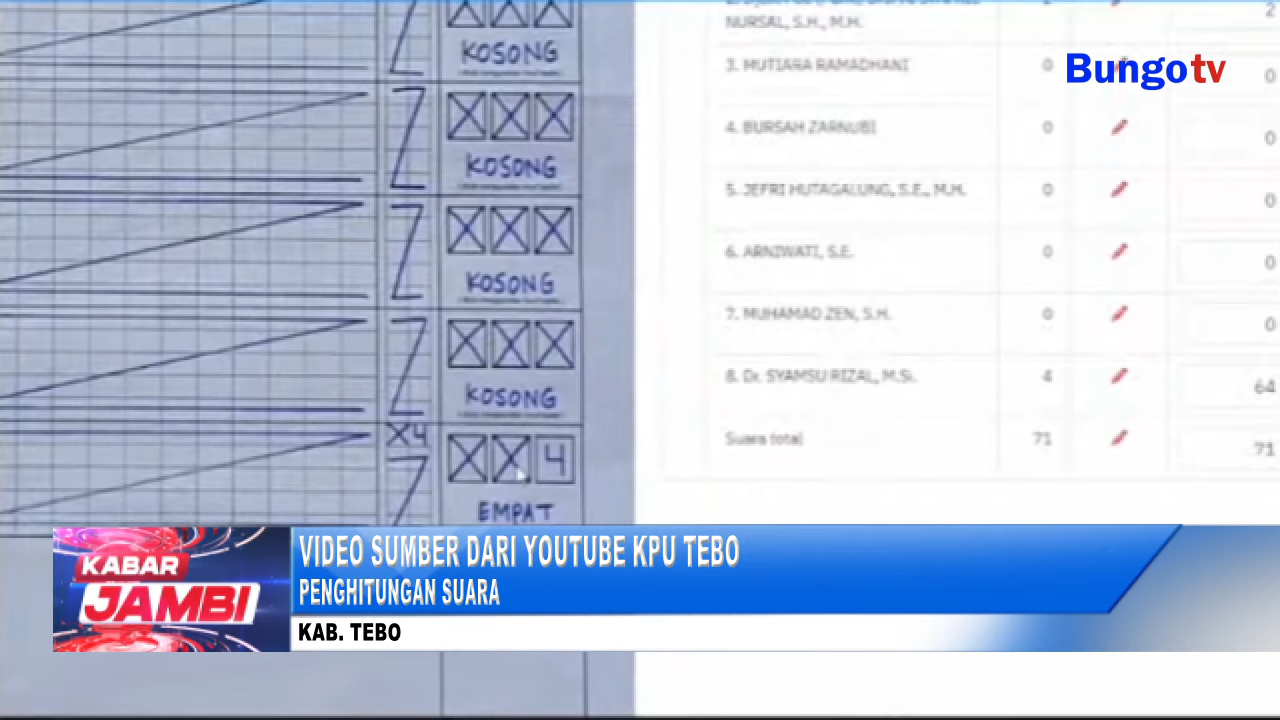 KOSONG
KOSONG
KOSONG
KOSONG
X4
4
EMPAT
NURSAL, S.H., M.H. 2
3. MUTIARA RAMADHANI 0 0
4. BURSAH ZARNUBI 0 0
5. JEFRI HUTAGALUNG, S.E., M.H. 0 0
6. ARNIWATI, S.E. 0 0
7. MUHAMAD ZEN, S.H. 0 0
8. Dr. SYAMSU RIZAL, M.Si. 4 64
Suara total 71 71
Bungotv
KABAR
JAMBI
VIDEO SUMBER DARI YOUTUBE KPU TEBO
PENGHITUNGAN SUARA
KAB. TEBO